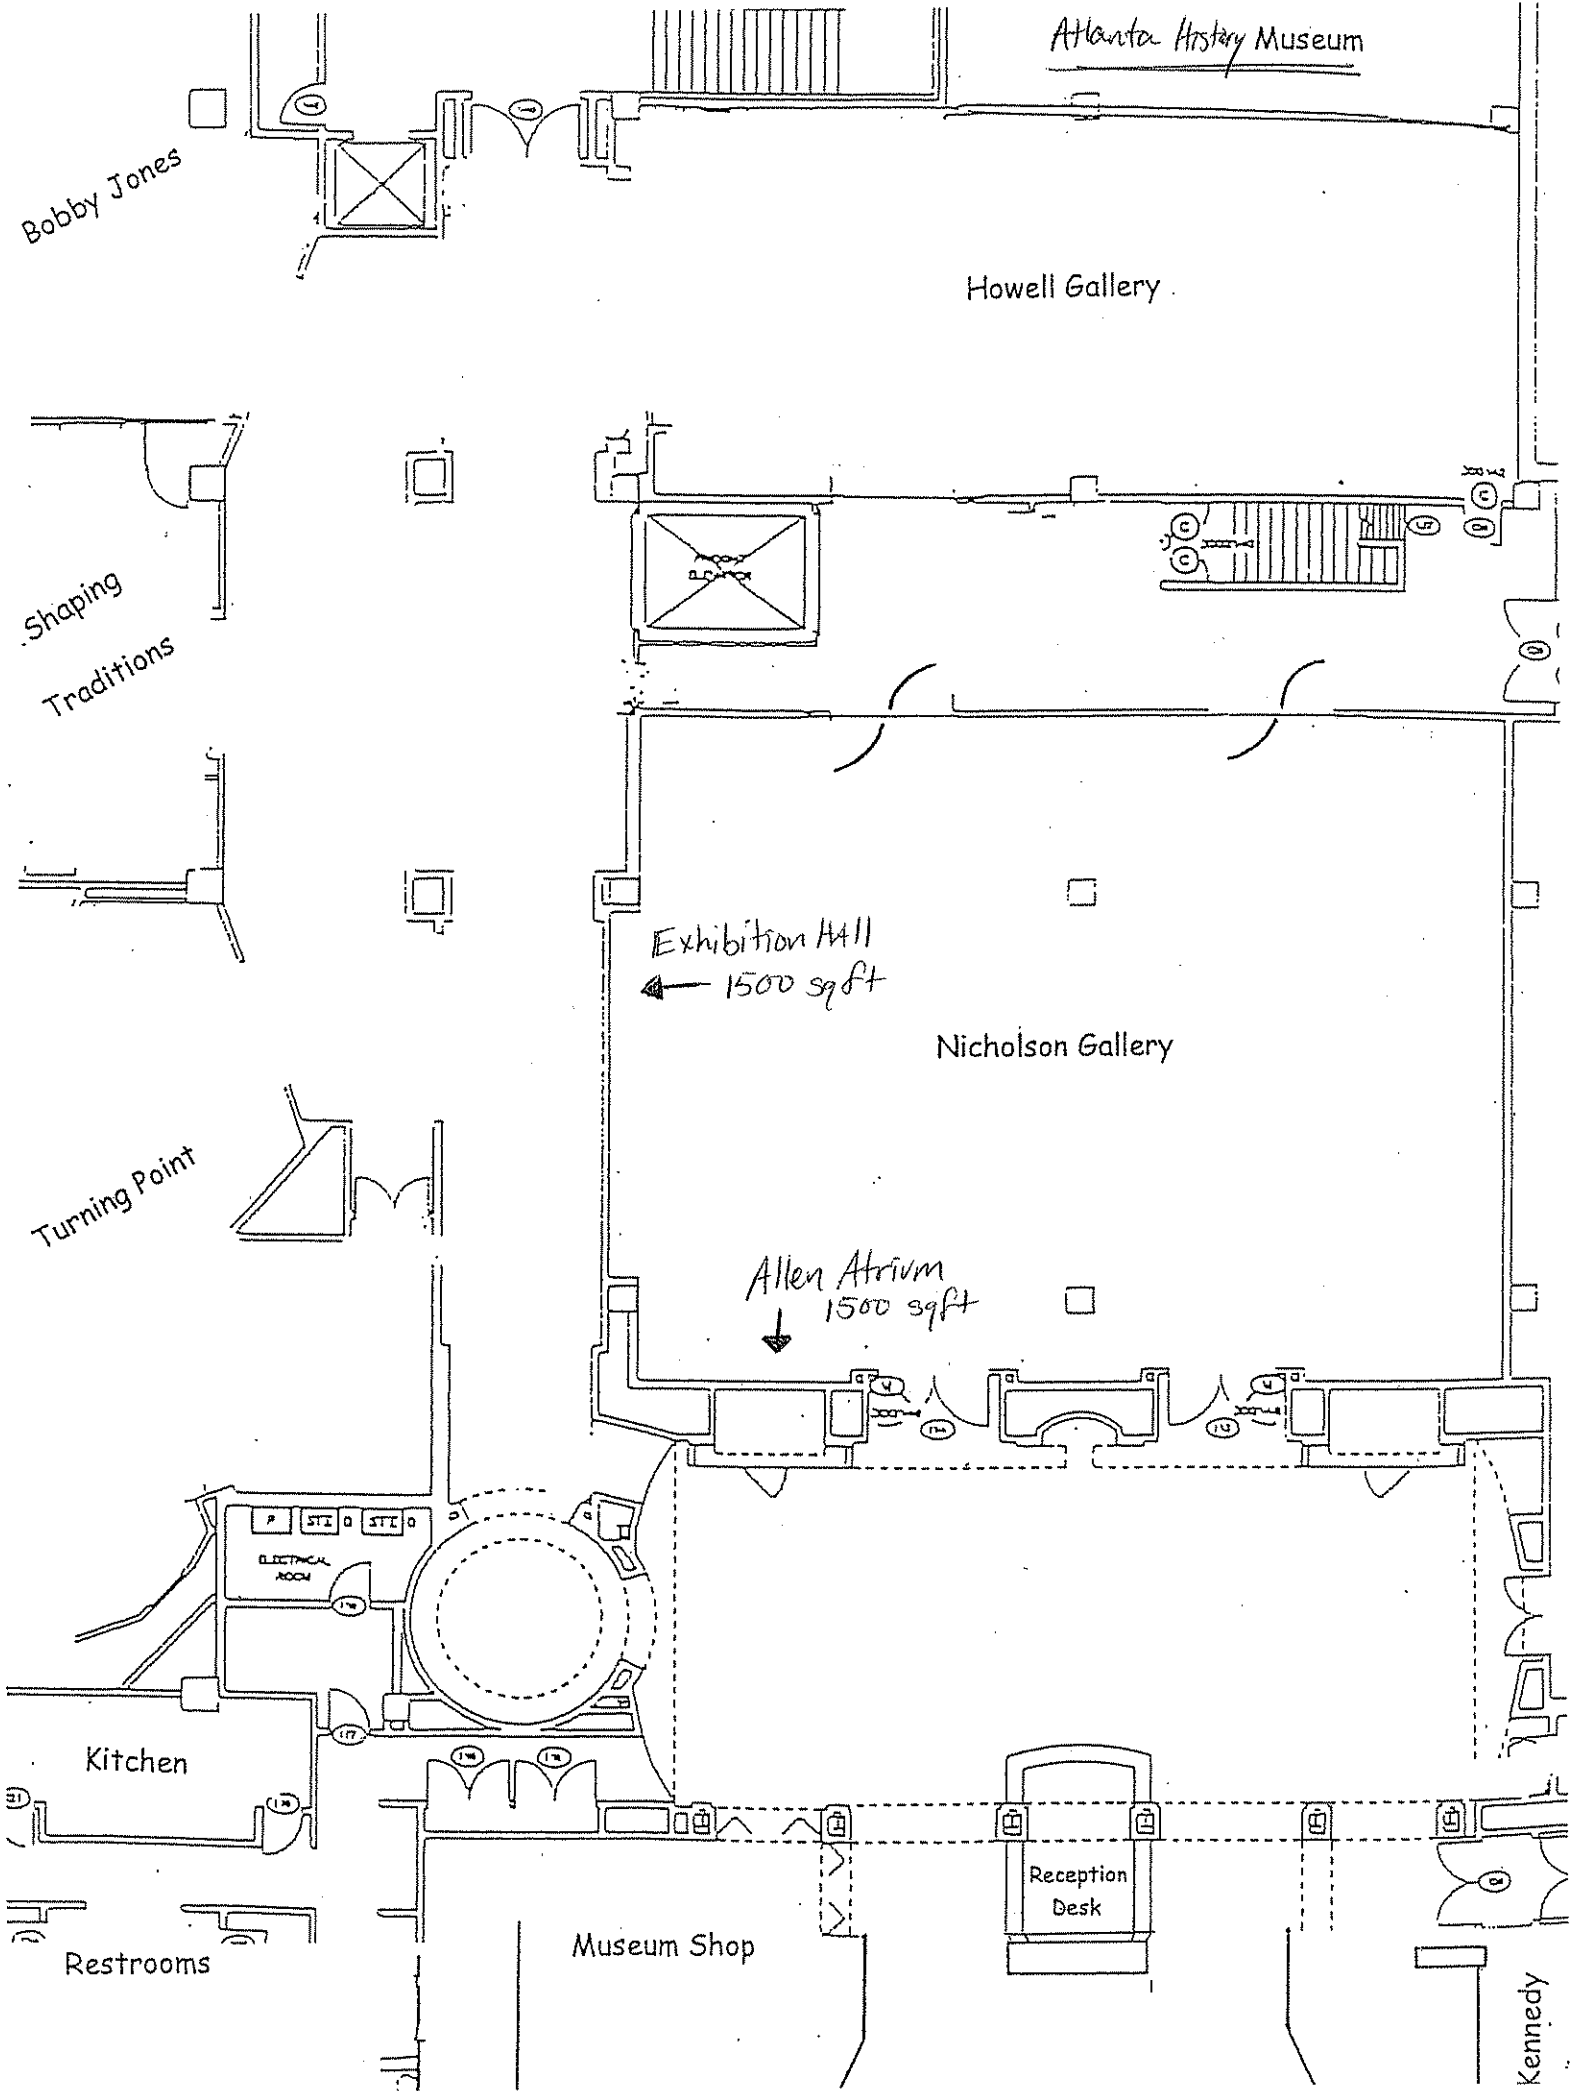 Atlanta History Museum
Bobby Jones
Howell Gallery
Shaping
Traditions
Exhibition HAll
1500 sqft
Nicholson Gallery
Turning Point
Allen Atrium
1500 sqft
ELECTRICAL
ROOM
Kitchen
Reception
Desk
Museum Shop
Restrooms
Kennedy